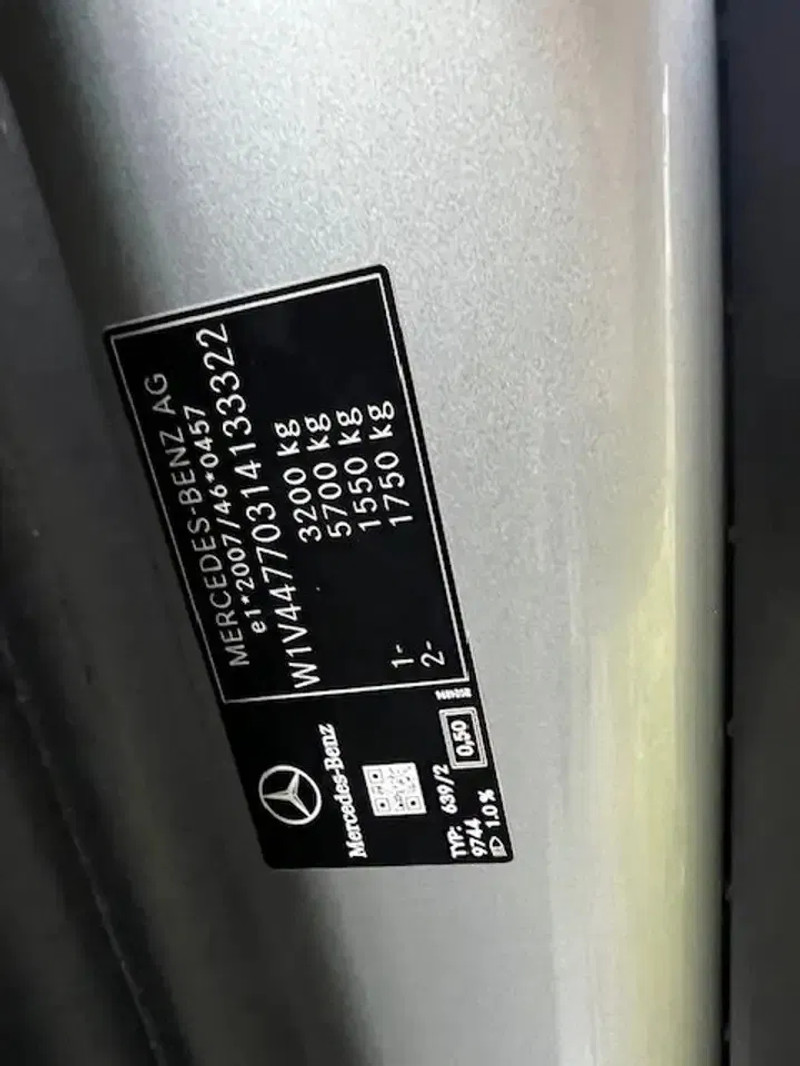 MERCEDES-BENZ AG
e1*2007/46*0457
W1V44770314133322
3200 kg
5700 kg
1- 1550 kg
2- 1750 kg
Mercedes-Benz
TYP: 639/2
9744
1.0 %
0,50